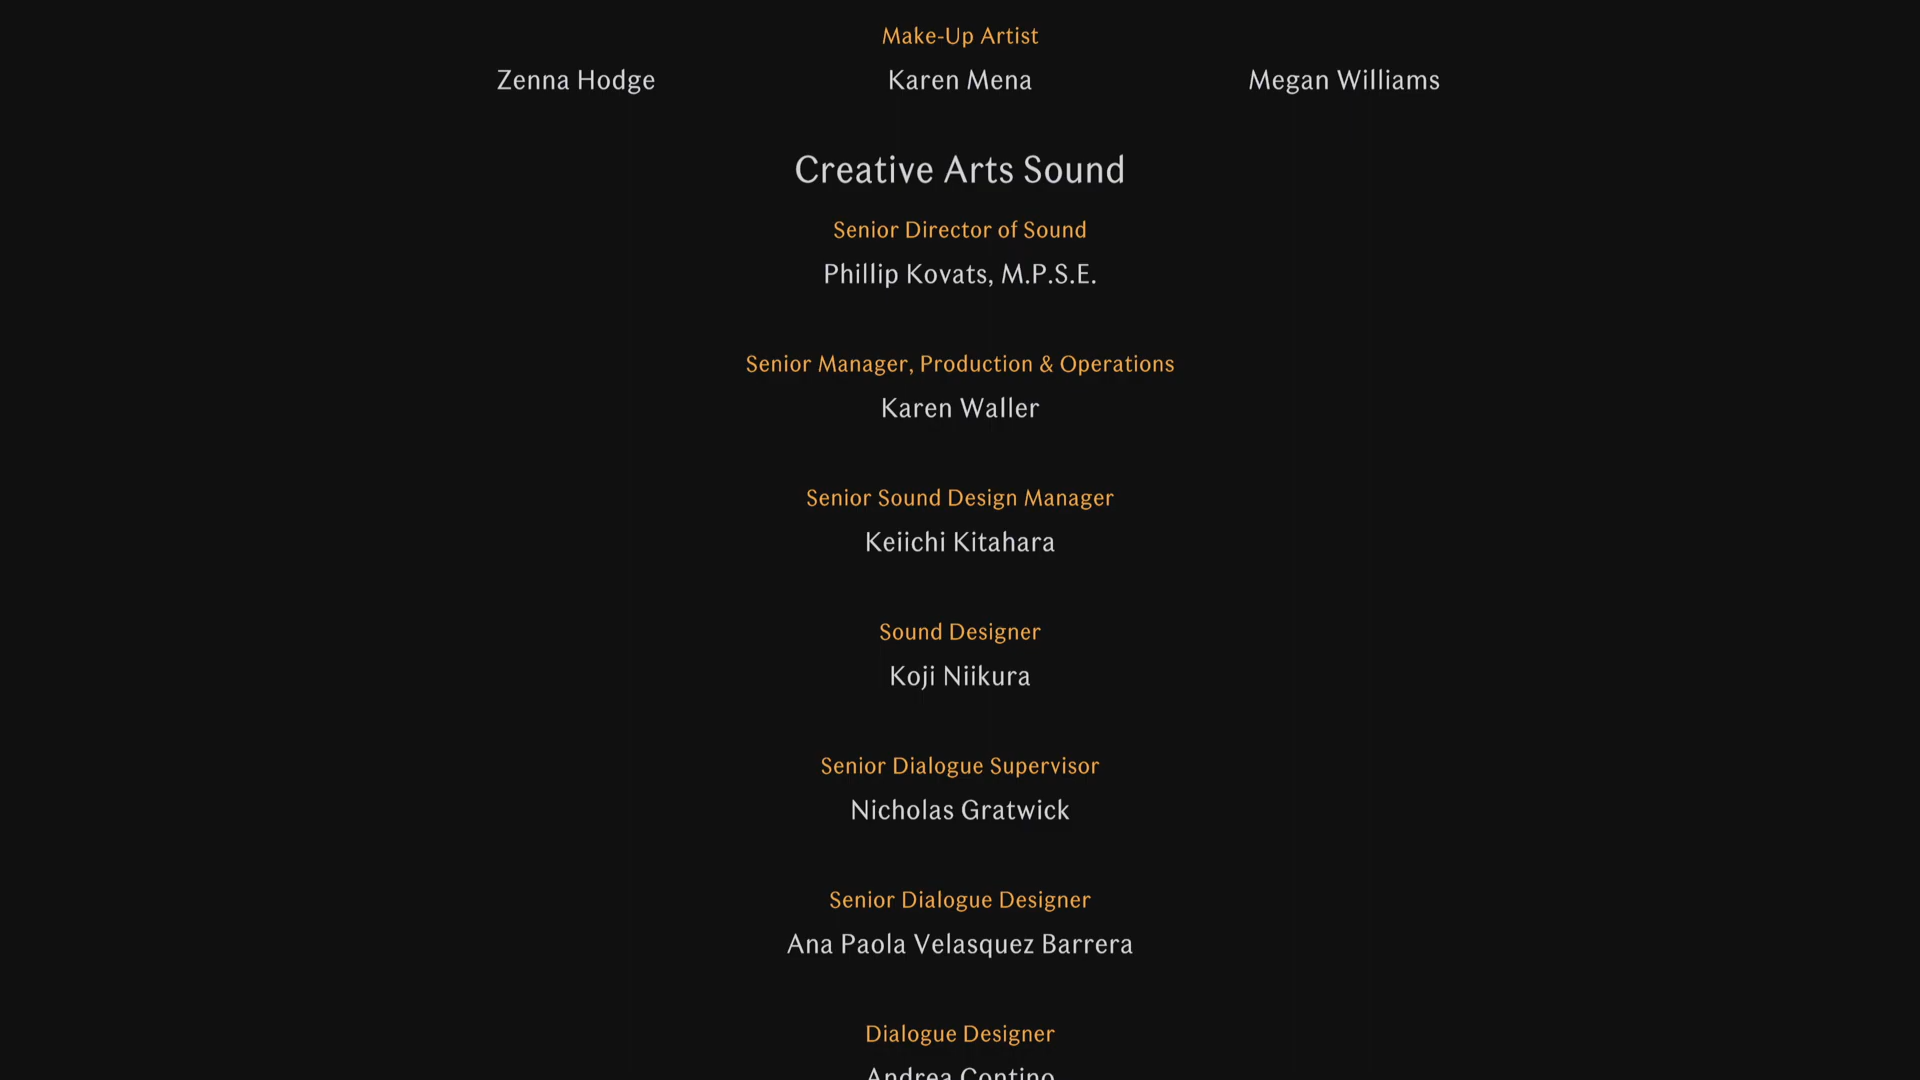 Make-Up Artist
Zenna Hodge Karen Mena Megan Williams
Creative Arts Sound
Senior Director of Sound
Phillip Kovats, M.P.S.E.
Senior Manager, Production & Operations
Karen Waller
Senior Sound Design Manager
Keiichi Kitahara
Sound Designer
Koji Niikura
Senior Dialogue Supervisor
Nicholas Gratwick
Senior Dialogue Designer
Ana Paola Velasquez Barrera
Dialogue Designer
Andrea Contino